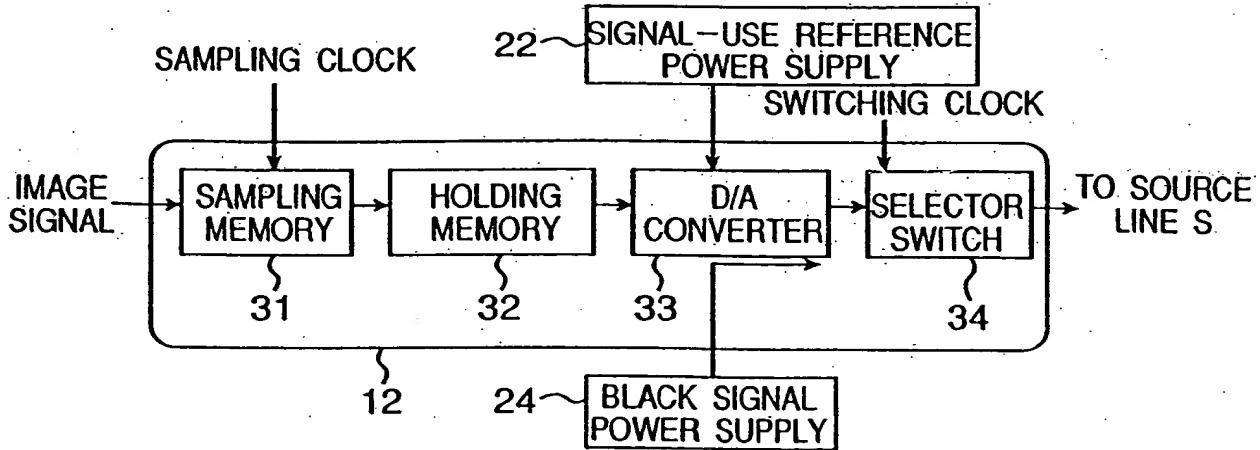 22
SIGNAL-USE REFERENCE
POWER SUPPLY
SAMPLING CLOCK
SWITCHING CLOCK
IMAGE
SIGNAL
SAMPLING
MEMORY
HOLDING
MEMORY
D/A
CONVERTER
SELECTOR
SWITCH
TO SOURCE
LINE S
31
32
33
34
12
24
BLACK SIGNAL
POWER SUPPLY